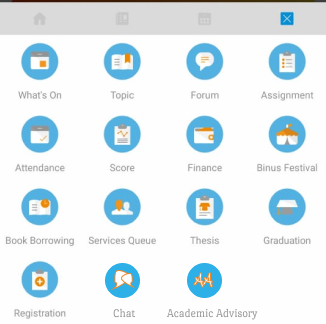 What's On
Topic
Forum
Assignment
Attendance
Score
Finance
Binus Festival
Book Borrowing
Services Queue
Thesis
Graduation
Registration
Chat
Academic Advisory